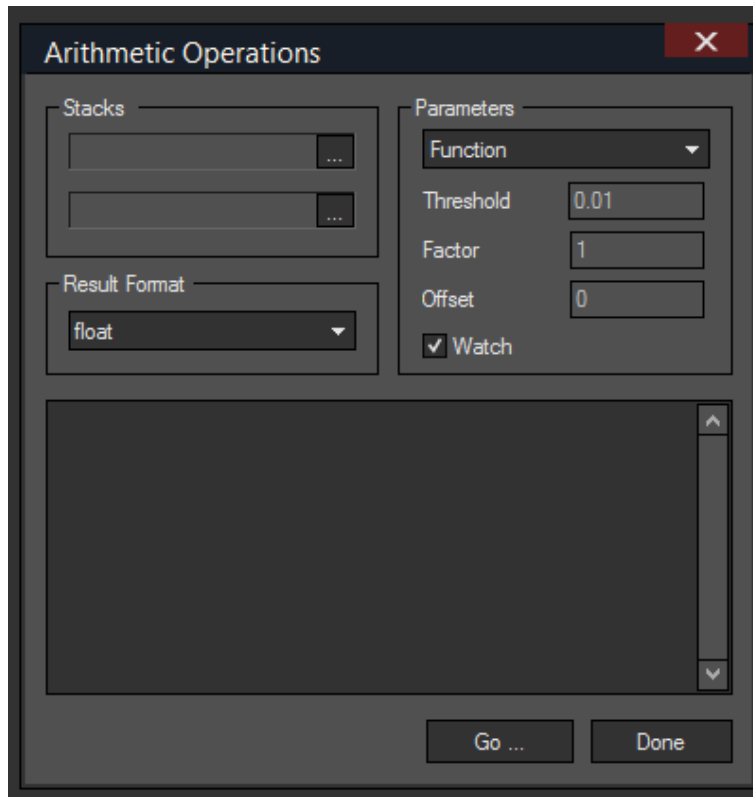 Arithmetic Operations
Stacks
...
...
Result Format
float
Parameters
Function
Threshold 0.01
Factor 1
Offset 0
Watch
Go ... Done